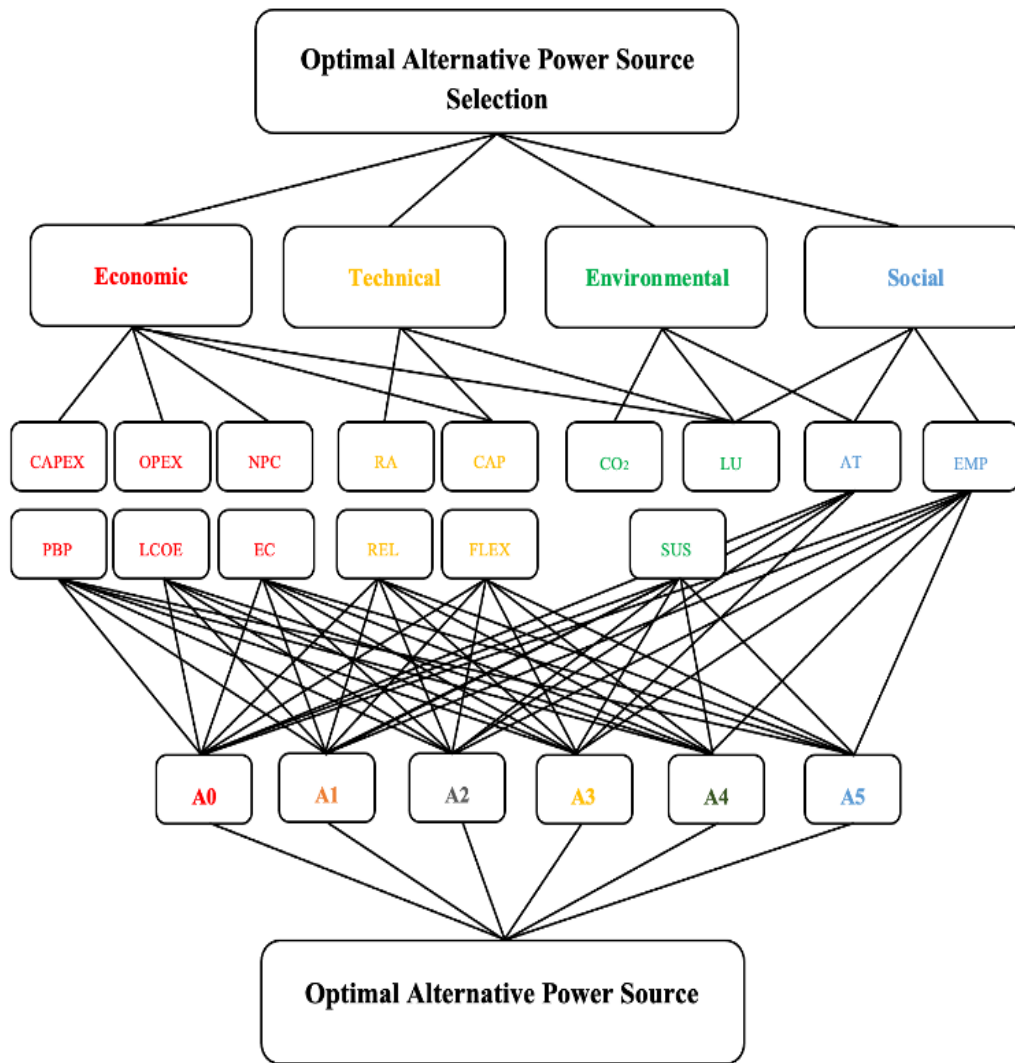 Optimal Alternative Power Source
Selection
Economic
Technical
Environmental
Social
CAPEX
OPEX
NPC
RA
CAP
CO₂
LU
AT
EMP
PBP
LCOE
EC
REL
FLEX
SUS
A0
A1
A2
A3
A4
A5
Optimal Alternative Power Source